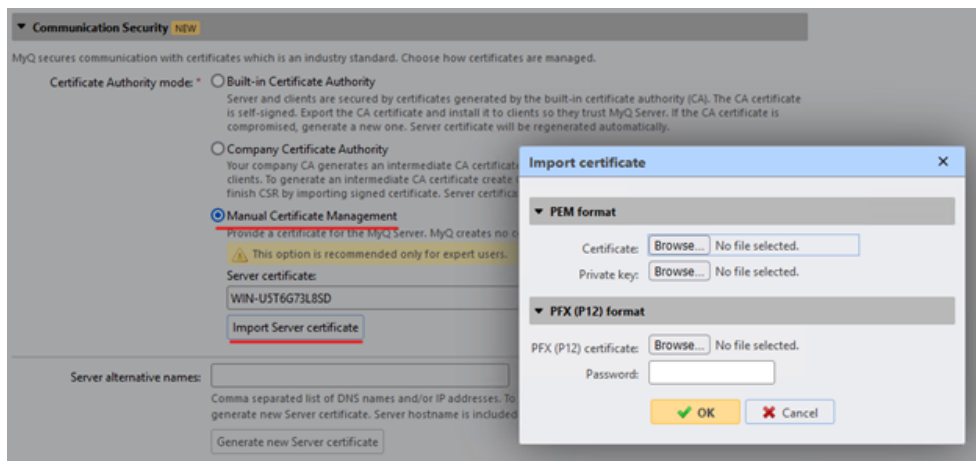 Communication Security NEW
MyQ secures communication with certificates which is an industry standard. Choose how certificates are managed.
Certificate Authority mode: * Built-in Certificate Authority
Server and clients are secured by certificates generated by the built-in certificate authority (CA). The CA certificate
is self-signed. Export the CA certificate and install it to clients so they trust MyQ Server. If the CA certificate is
compromised, generate a new one. Server certificate will be regenerated automatically.
Company Certificate Authority
Your company CA generates an intermediate CA certificat
clients. To generate an intermediate CA certificate create
finish CSR by importing signed certificate. Server certifica
Manual Certificate Management
Provide a certificate for the MyQ Server. MyQ creates no c
This option is recommended only for expert users.
Server certificate:
WIN-U5T6G73L8SD
Import Server certificate
Server alternative names:
Comma separated list of DNS names and/or IP addresses. To
generate new Server certificate. Server hostname is included
Generate new Server certificate
Import certificate
PEM format
Certificate: Browse... No file selected.
Private key: Browse... No file selected.
PFX (P12) format
PFX (P12) certificate: Browse... No file selected.
Password:
OK Cancel